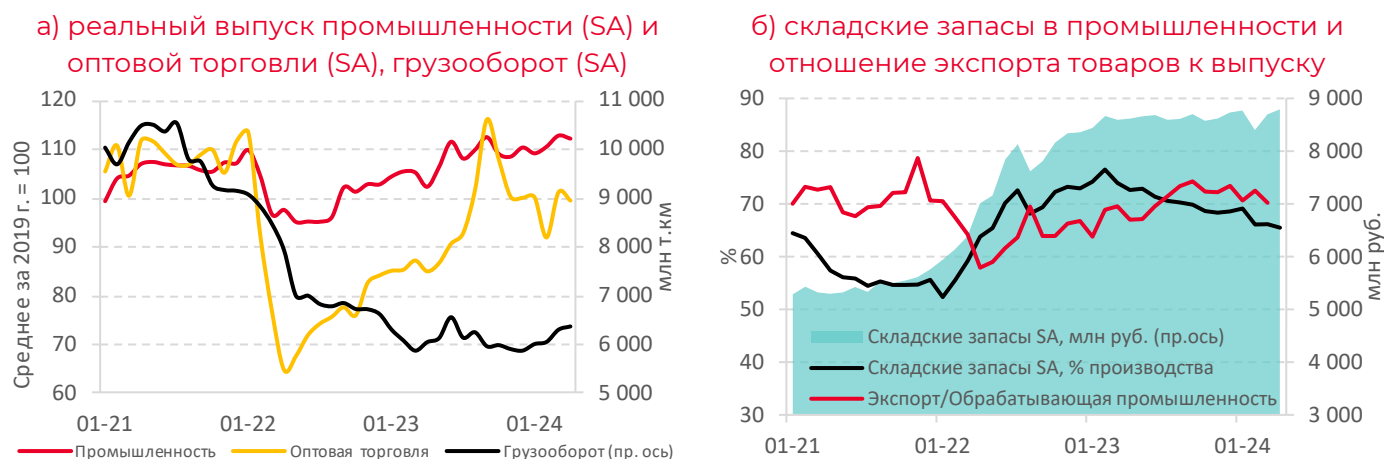 а) реальный выпуск промышленности (SA) и
оптовой торговли (SA), грузооборот (SA)
120
110
100
90
80
70
60
Среднее за 2019 г. = 100
11 000
10 000
9 000
8 000
7 000
6 000
5 000
млн т.км
01-21
01-22
01-23
01-24
Промышленность
Оптовая торговля
Грузооборот (пр. ось)
б) складские запасы в промышленности и
отношение экспорта товаров к выпуску
90
80
70
60
50
40
30
%
9 000
8 000
7 000
6 000
5 000
4 000
3 000
млн руб.
Складские запасы SA, млн руб. (пр.ось)
Складские запасы SA, % производства
Экспорт/Обрабатывающая промышленность
01-21
01-22
01-23
01-24